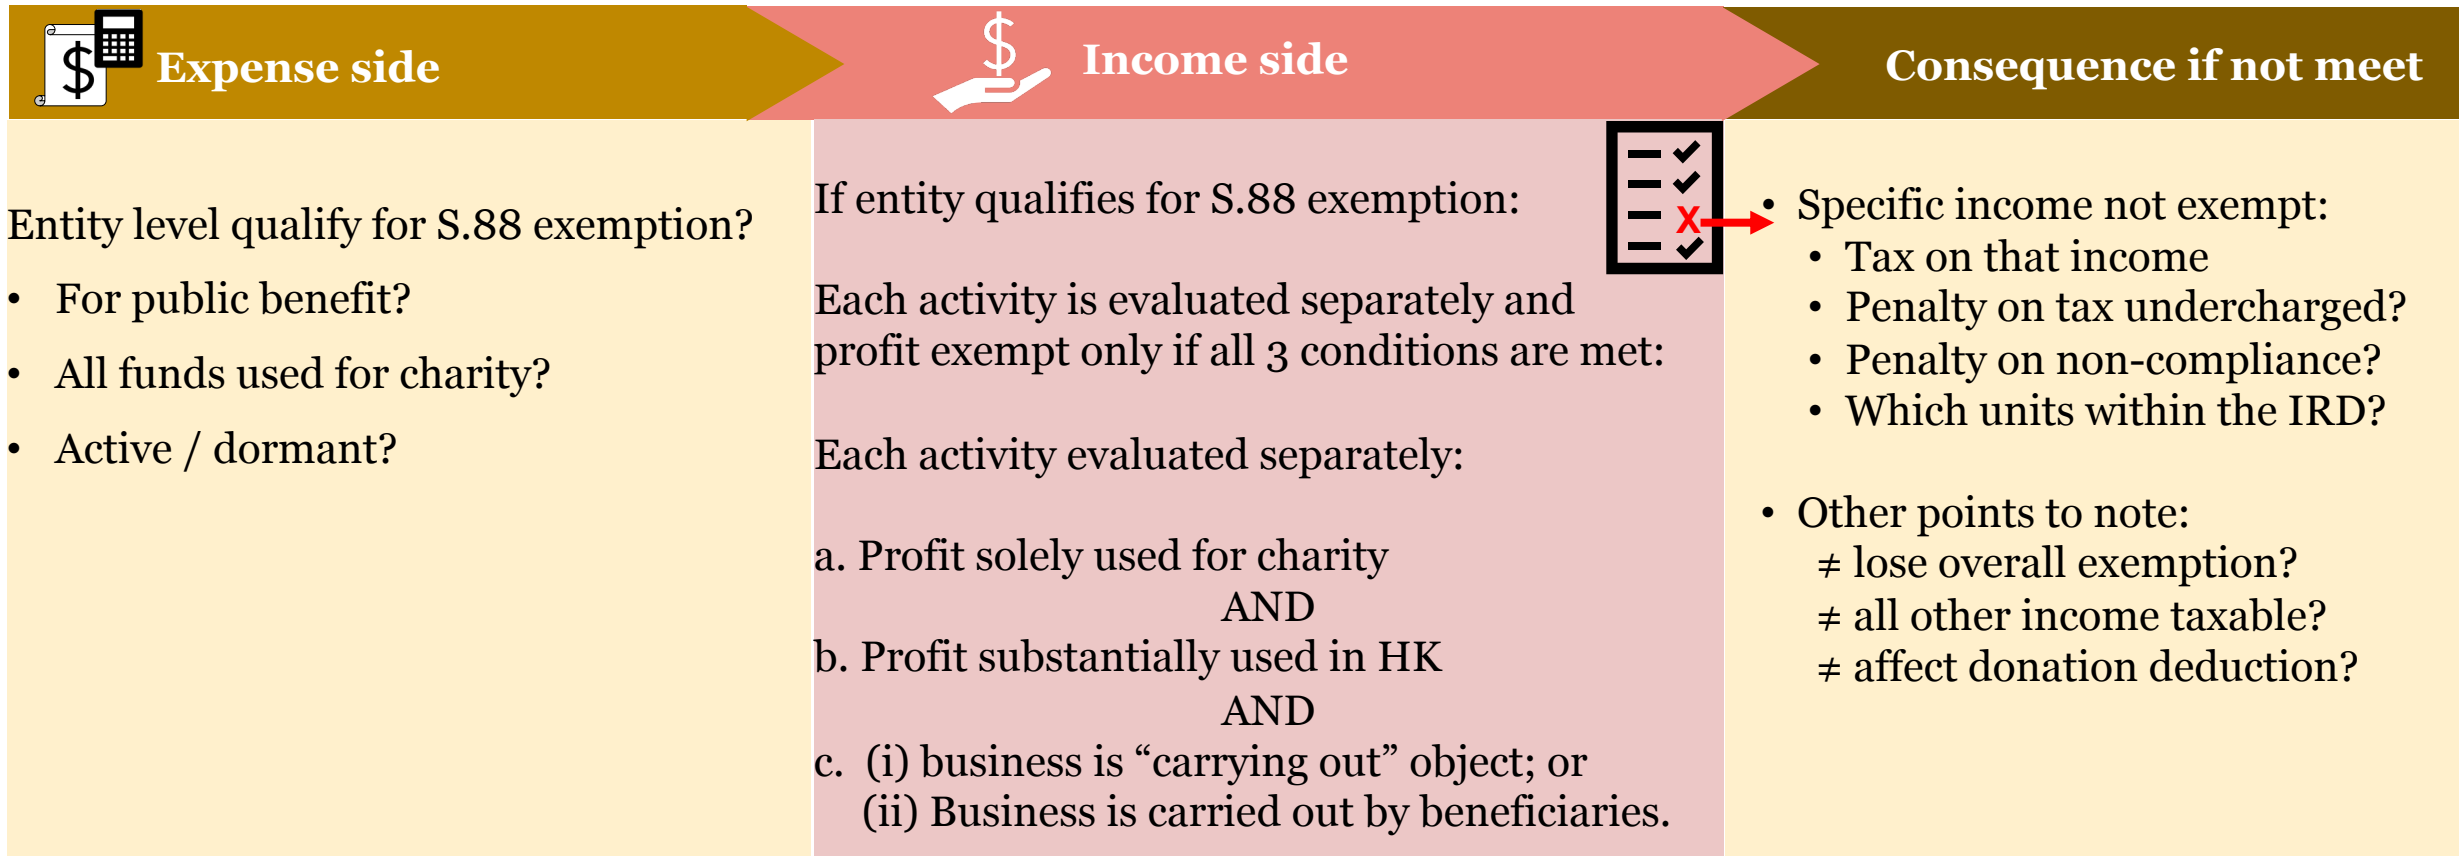 Expense side
Entity level qualify for S.88 exemption?
• For public benefit?
• All funds used for charity?
• Active / dormant?
Income side
If entity qualifies for S.88 exemption:
Each activity is evaluated separately and
profit exempt only if all 3 conditions are met:
Each activity evaluated separately:
a. Profit solely used for charity
AND
b. Profit substantially used in HK
AND
c. (i) business is “carrying out” object; or
(ii) Business is carried out by beneficiaries.
Consequence if not meet
• Specific income not exempt:
• Tax on that income
• Penalty on tax undercharged?
• Penalty on non-compliance?
• Which units within the IRD?
• Other points to note:
≠ lose overall exemption?
≠ all other income taxable?
≠ affect donation deduction?